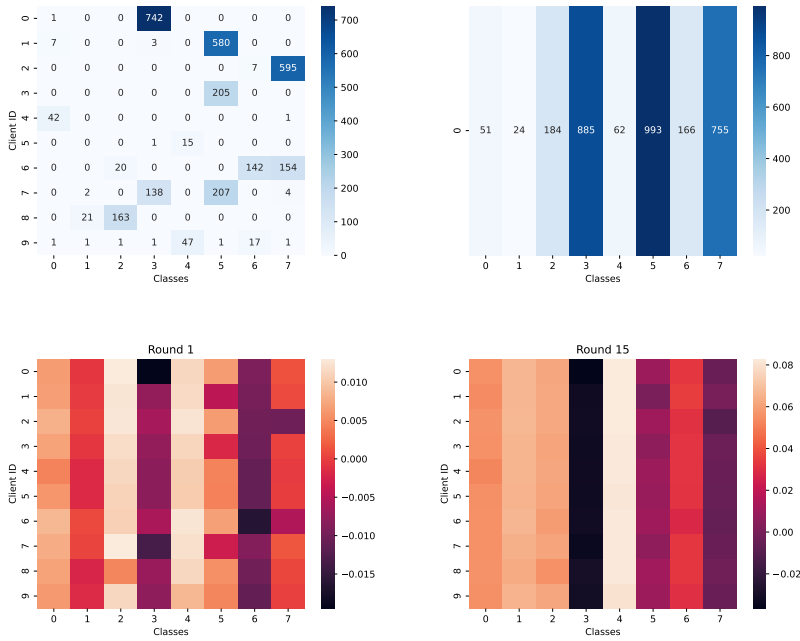 0 1 0 0 742 0 0 0 0
1 7 0 0 3 0 580 0 0
2 0 0 0 0 0 0 7 595
3 0 0 0 0 0 205 0 0
4 42 0 0 0 0 0 0 1
5 0 0 0 1 15 0 0 0
6 0 0 20 0 0 0 142 154
7 0 2 0 138 0 207 0 4
8 0 21 163 0 0 0 0 0
9 1 1 1 1 47 1 17 1
0 1 2 3 4 5 6 7
Client ID
Classes
700
600
500
400
300
200
100
0
0 51 24 184 885 62 993 166 755
0 1 2 3 4 5 6 7
Classes
800
600
400
200
Round 1
Client ID
0
1
2
3
4
5
6
7
8
9
0 1 2 3 4 5 6 7
Classes
0.010
0.005
0.000
−0.005
−0.010
−0.015
Round 15
Client ID
0
1
2
3
4
5
6
7
8
9
0 1 2 3 4 5 6 7
Classes
0.08
0.06
0.04
0.02
0.00
−0.02